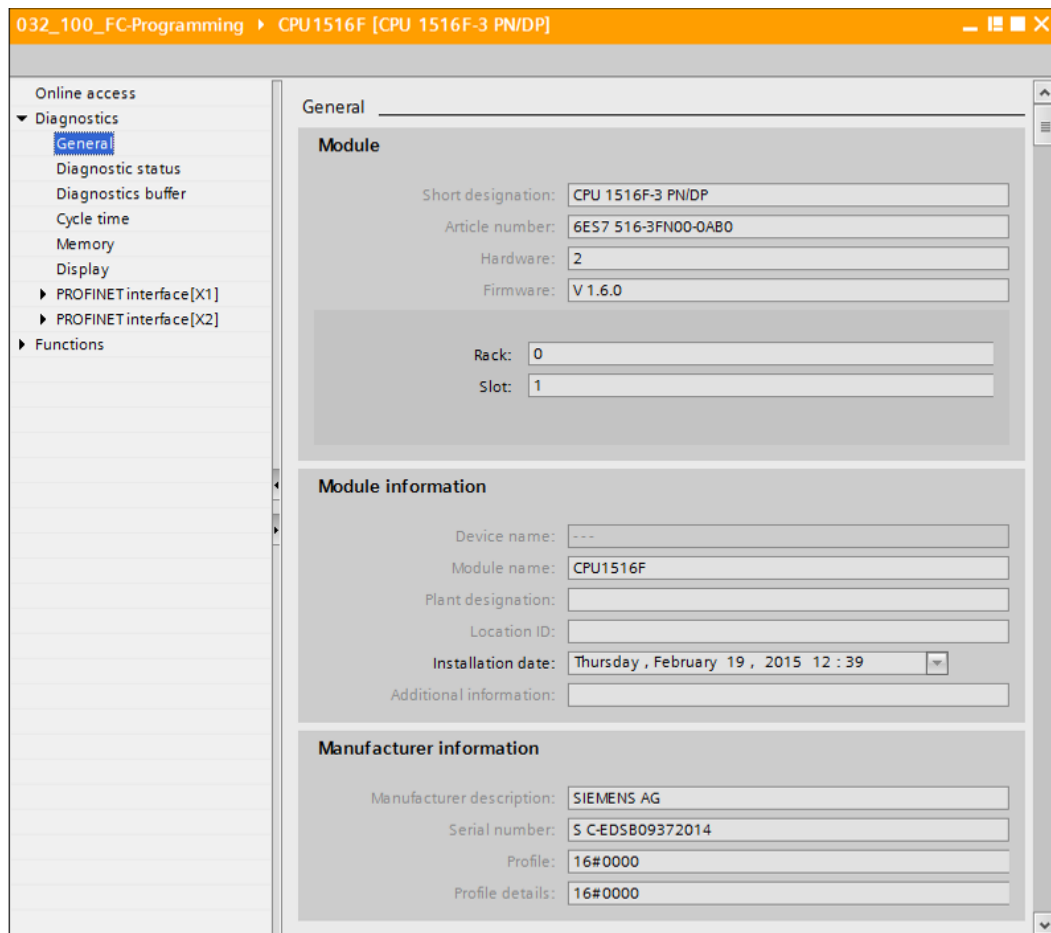 032_100_FC-Programming ▸ CPU1516F [CPU 1516F-3 PN/DP]
Online access
Diagnostics
General
Diagnostic status
Diagnostics buffer
Cycle time
Memory
Display
PROFINET interface [X1]
PROFINET interface [X2]
Functions
General
Module
Short designation: CPU 1516F-3 PN/DP
Article number: 6ES7 516-3FN00-0AB0
Hardware: 2
Firmware: V 1.6.0
Rack: 0
Slot: 1
Module information
Device name: ---
Module name: CPU1516F
Plant designation:
Location ID:
Installation date: Thursday , February 19 , 2015 12 : 39
Additional information:
Manufacturer information
Manufacturer description: SIEMENS AG
Serial number: S C-EDSB09372014
Profile: 16#0000
Profile details: 16#0000